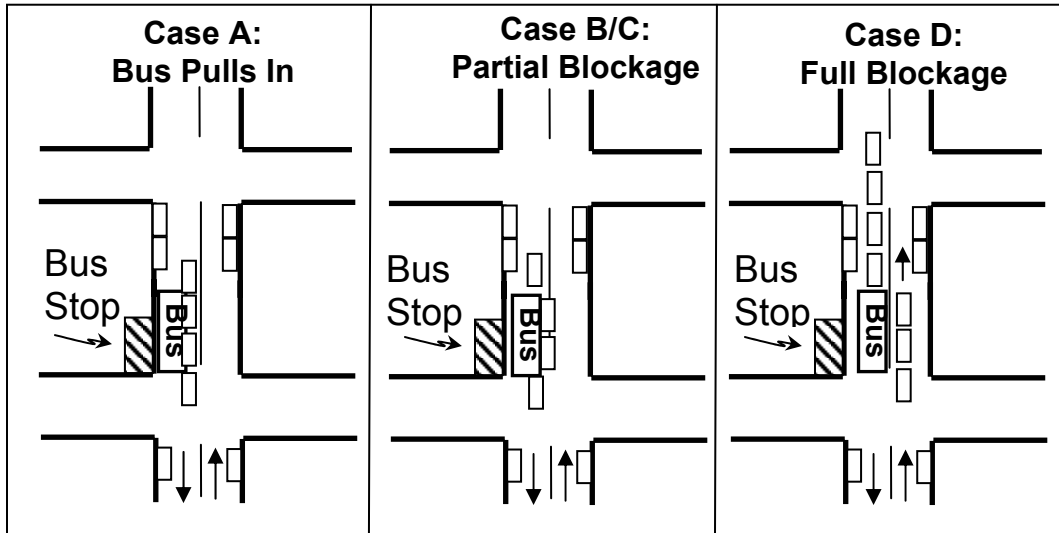 Case A:
Bus Pulls In
Bus
Stop
Bus
Case B/C:
Partial Blockage
Bus
Stop
Bus
Case D:
Full Blockage
Bus
Stop
Bus